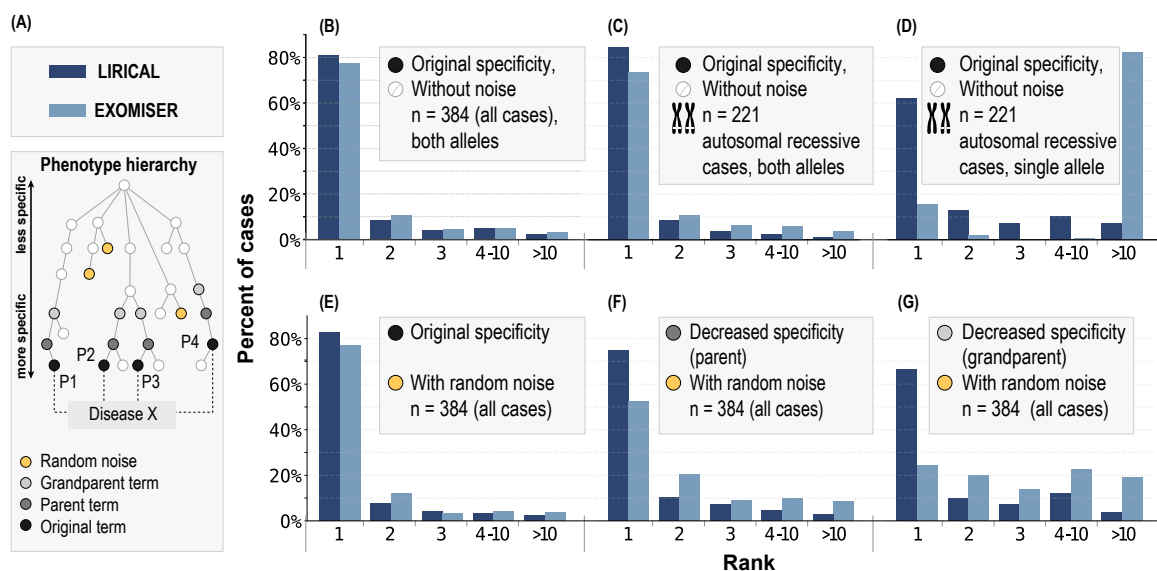 (A)
LIRICAL
EXOMISER
Phenotype hierarchy
less specific
more specific
P1
P2
P3
P4
Disease X
Random noise
Grandparent term
Parent term
Original term
Percent of cases
(B)
80%
60%
40%
20%
0%
Original specificity,
Without noise
n = 384 (all cases),
both alleles
1 2 3 4-10 >10
(C)
Original specificity,
Without noise
n = 221
autosomal recessive
cases, both alleles
1 2 3 4-10 >10
(D)
Original specificity,
Without noise
n = 221
autosomal recessive
cases, single allele
1 2 3 4-10 >10
(E)
80%
60%
40%
20%
0%
Original specificity
With random noise
n = 384 (all cases)
1 2 3 4-10 >10
(F)
Decreased specificity
(parent)
With random noise
n = 384 (all cases)
1 2 3 4-10 >10
(G)
Decreased specificity
(grandparent)
With random noise
n = 384 (all cases)
1 2 3 4-10 >10
Rank